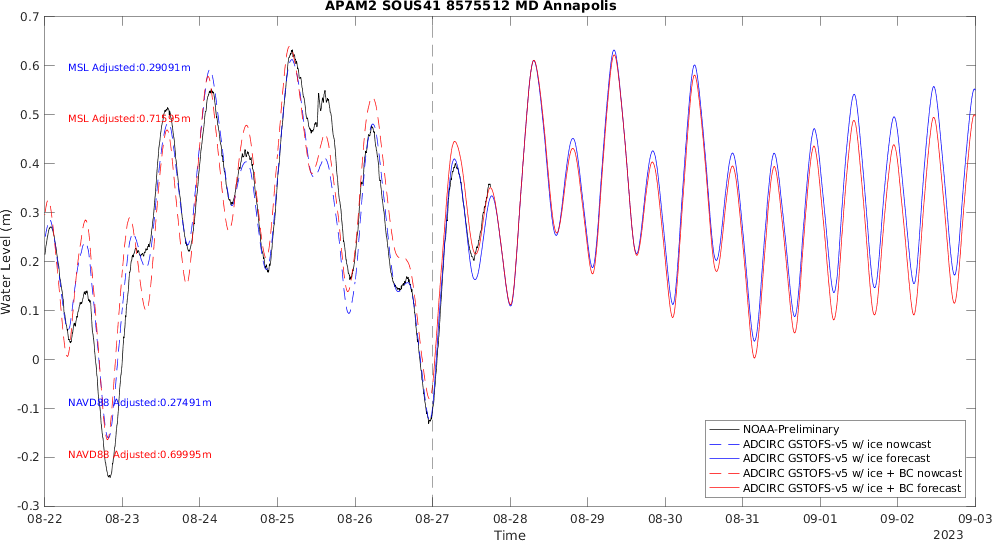 APAM2 SOUS41 8575512 MD Annapolis
0.7
0.6
0.5
0.4
0.3
0.2
0.1
0
-0.1
-0.2
-0.3
Water Level (m)
MSL Adjusted:0.29091m
MSL Adjusted:0.71595m
NAVD88 Adjusted:0.27491m
NAVD88 Adjusted:0.69995m
NOAA-Preliminary
ADCIRC GSTOFS-v5 w/ ice nowcast
ADCIRC GSTOFS-v5 w/ ice forecast
ADCIRC GSTOFS-v5 w/ ice + BC nowcast
ADCIRC GSTOFS-v5 w/ ice + BC forecast
08-22 08-23 08-24 08-25 08-26 08-27 08-28 08-29 08-30 08-31 09-01 09-02 09-03
Time
2023